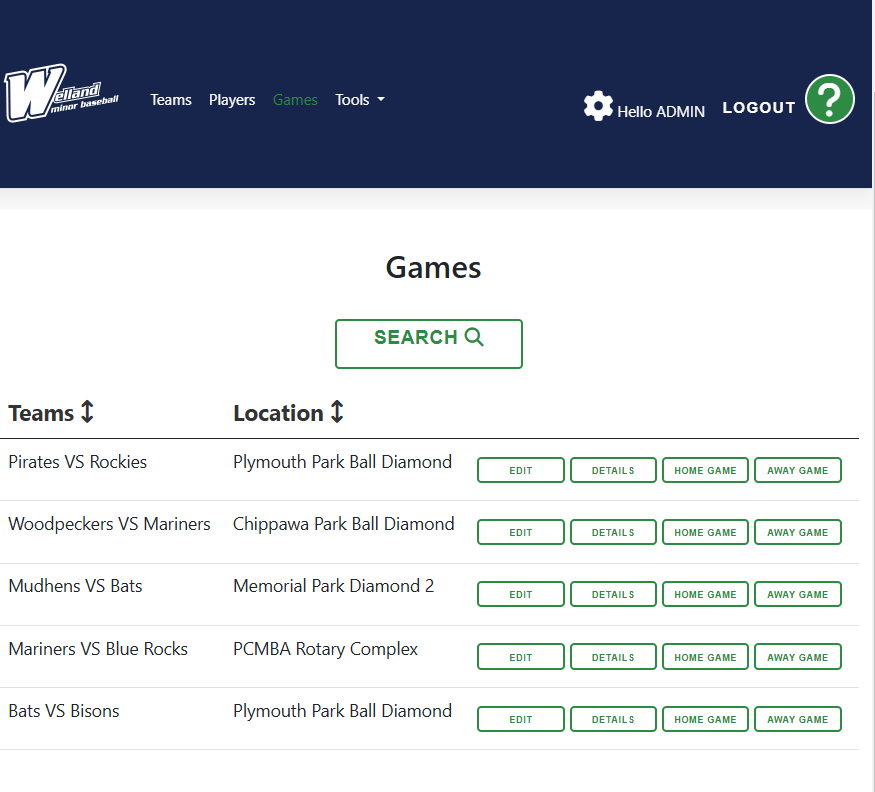 Welland
minor baseball
Teams Players Games Tools
Hello ADMIN LOGOUT ?
Games
SEARCH
Teams Location
Pirates VS Rockies Plymouth Park Ball Diamond EDIT DETAILS HOME GAME AWAY GAME
Woodpeckers VS Mariners Chippawa Park Ball Diamond EDIT DETAILS HOME GAME AWAY GAME
Mudhens VS Bats Memorial Park Diamond 2 EDIT DETAILS HOME GAME AWAY GAME
Mariners VS Blue Rocks PCMBA Rotary Complex EDIT DETAILS HOME GAME AWAY GAME
Bats VS Bisons Plymouth Park Ball Diamond EDIT DETAILS HOME GAME AWAY GAME